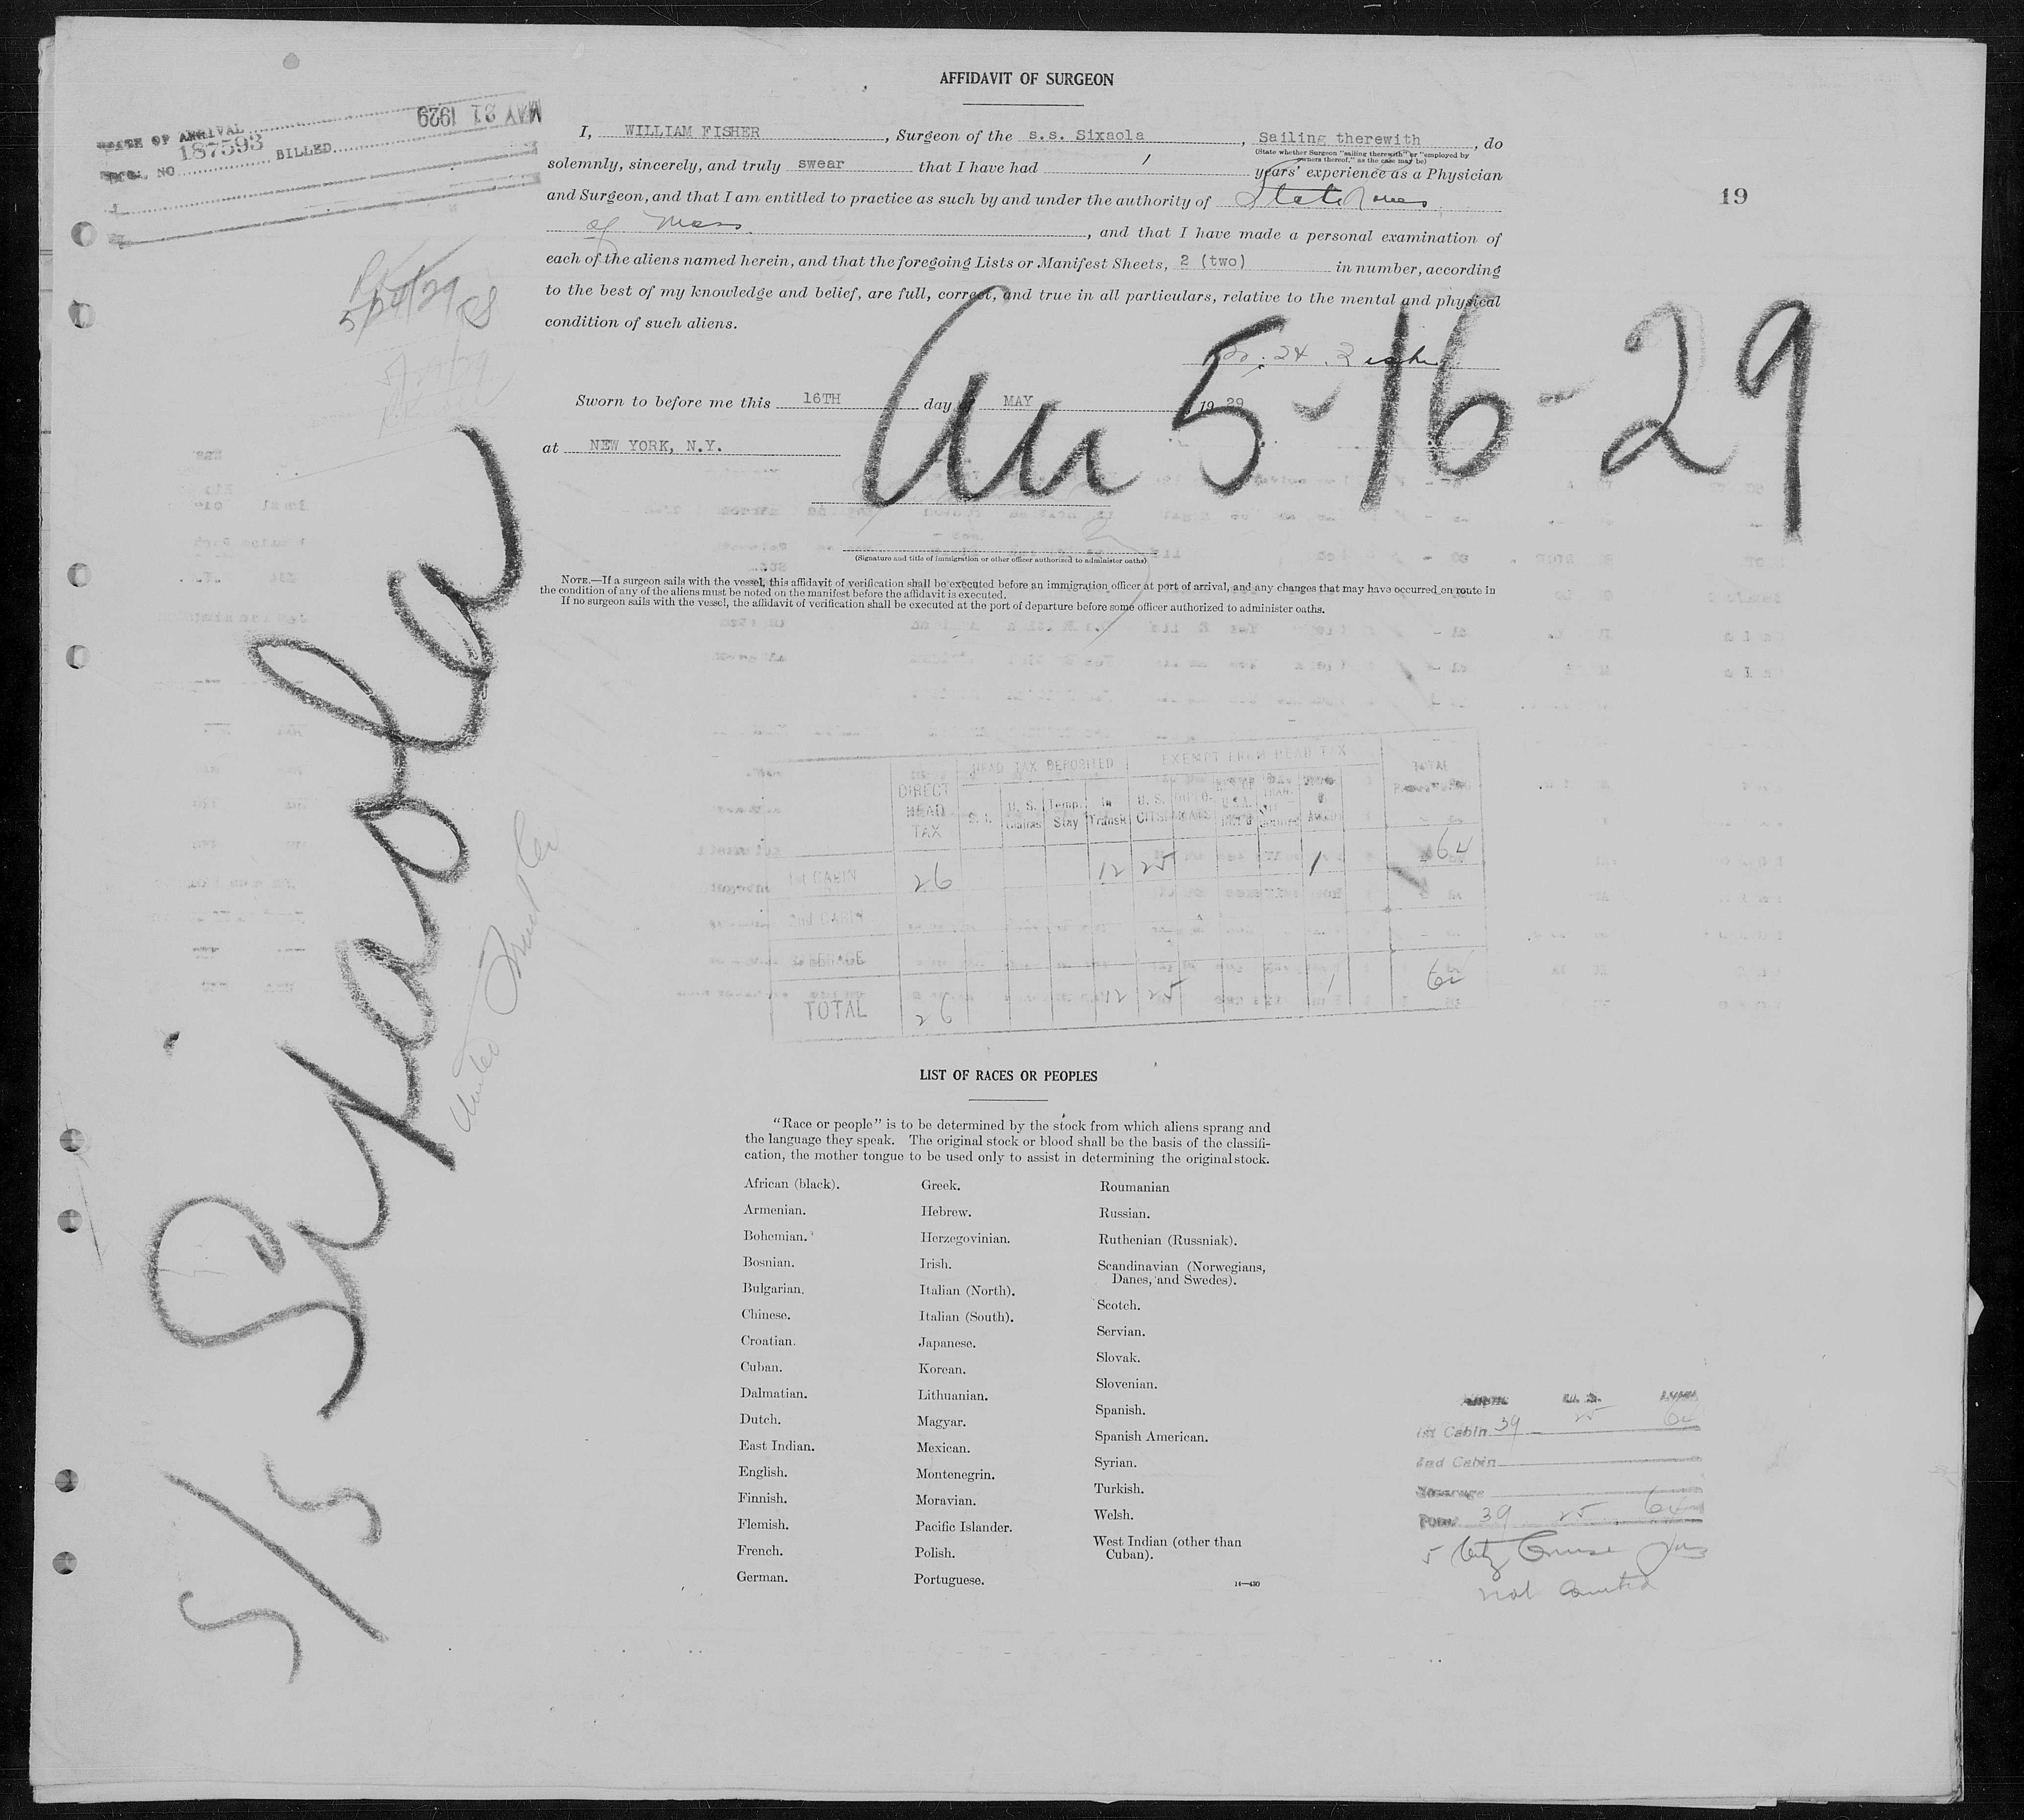 AFFIDAVIT OF SURGEON
MAY 21 1929
DATE OF ARRIVAL
187593 BILLED
19
I, WILLIAM FISHER, Surgeon of the s.s. Sixaola, Sailing therewith, do
(State whether Surgeon "sailing therewith" or "employed by
owners thereof," as the case may be)
solemnly, sincerely, and truly swear that I have had 1 years' experience as a Physician
and Surgeon, and that I am entitled to practice as such by and under the authority of State
of Mass., and that I have made a personal examination of
each of the aliens named herein, and that the foregoing Lists or Manifest Sheets, 2 (two) in number, according
to the best of my knowledge and belief, are full, correct, and true in all particulars, relative to the mental and physical
condition of such aliens.
Sworn to before me this 16TH day MAY 19 29
at NEW YORK, N.Y.
5-16-29
(Signature and title of immigration or other officer authorized to administer oaths)
NOTE.—If a surgeon sails with the vessel, this affidavit of verification shall be executed before an immigration officer at port of arrival, and any changes that may have occurred en route in
the condition of any of the aliens must be noted on the manifest before the affidavit is executed.
If no surgeon sails with the vessel, the affidavit of verification shall be executed at the port of departure before some officer authorized to administer oaths.
S/S Sixaola
HEAD TAX DEPOSITED EXEMPT FROM HEAD TAX TOTAL
DIRECT HEAD TAX U. S. Temp. Stay In Transit U. S. CITS
1st CABIN 26 12 25 1 64
2nd CABIN
TOTAL 26 12 25 1 64
LIST OF RACES OR PEOPLES
"Race or people" is to be determined by the stock from which aliens sprang and
the language they speak. The original stock or blood shall be the basis of the classifi-
cation, the mother tongue to be used only to assist in determining the original stock.
African (black).
Armenian.
Bohemian.
Bosnian.
Bulgarian.
Chinese.
Croatian.
Cuban.
Dalmatian.
Dutch.
East Indian.
English.
Finnish.
Flemish.
French.
German.
Greek.
Hebrew.
Herzegovinian.
Irish.
Italian (North).
Italian (South).
Japanese.
Korean.
Lithuanian.
Magyar.
Mexican.
Montenegrin.
Moravian.
Pacific Islander.
Polish.
Portuguese.
Roumanian
Russian.
Ruthenian (Russniak).
Scandinavian (Norwegians,
Danes, and Swedes).
Scotch.
Servian.
Slovak.
Slovenian.
Spanish.
Spanish American.
Syrian.
Turkish.
Welsh.
West Indian (other than
Cuban).
14—430
1st Cabin 39 25 64
2nd Cabin
Steerage
Total 39 25 64
5 Citz Cruise
not counted